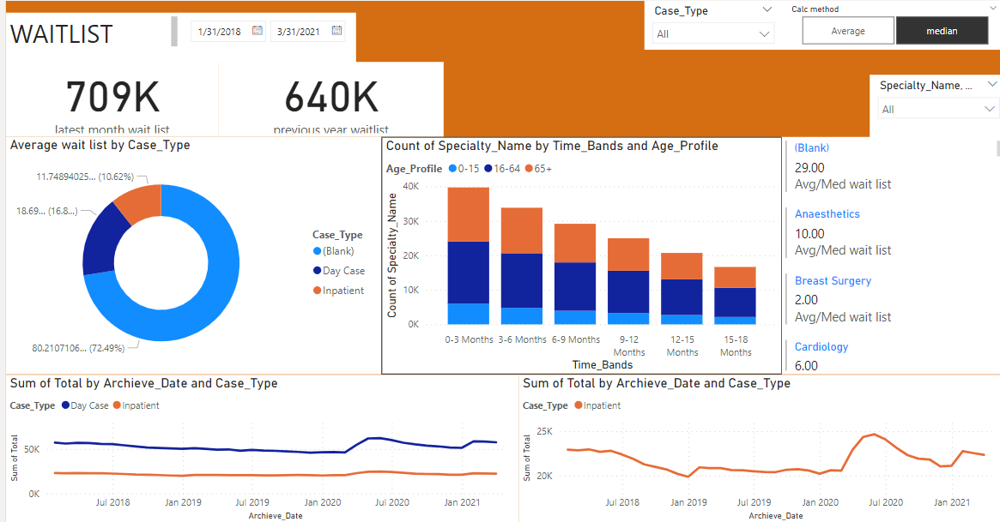 WAITLIST
1/31/2018
3/31/2021
Case_Type
All
Calc method
Average
median
709K
latest month wait list
640K
previous year waitlist
Specialty_Name, ...
All
Average wait list by Case_Type
11.74894025... (10.62%)
18.69... (16.8...)
80.2107106... (72.49%)
Case_Type
(Blank)
Day Case
Inpatient
Count of Specialty_Name by Time_Bands and Age_Profile
Age_Profile 0-15 16-64 65+
Count of Specialty_Name
40K
30K
20K
10K
0K
0-3 Months 3-6 Months 6-9 Months 9-12 Months 12-15 Months 15-18 Months
Time_Bands
(Blank)
29.00
Avg/Med wait list
Anaesthetics
10.00
Avg/Med wait list
Breast Surgery
2.00
Avg/Med wait list
Cardiology
6.00
Sum of Total by Archieve_Date and Case_Type
Case_Type Day Case Inpatient
Sum of Total
50K
0K
Jul 2018 Jan 2019 Jul 2019 Jan 2020 Jul 2020 Jan 2021
Archieve_Date
Sum of Total by Archieve_Date and Case_Type
Case_Type Inpatient
Sum of Total
25K
20K
Jul 2018 Jan 2019 Jul 2019 Jan 2020 Jul 2020 Jan 2021
Archieve_Date